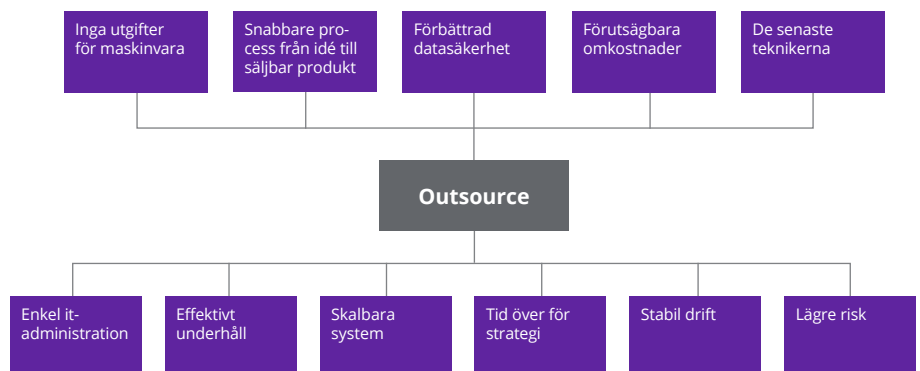 Inga utgifter
för maskinvara
Snabbare pro-
cess från idé till
säljbar produkt
Förbättrad
datasäkerhet
Förutsägbara
omkostnader
De senaste
teknikerna
Outsource
Enkel it-
administration
Effektivt
underhåll
Skalbara
system
Tid över för
strategi
Stabil drift
Lägre risk